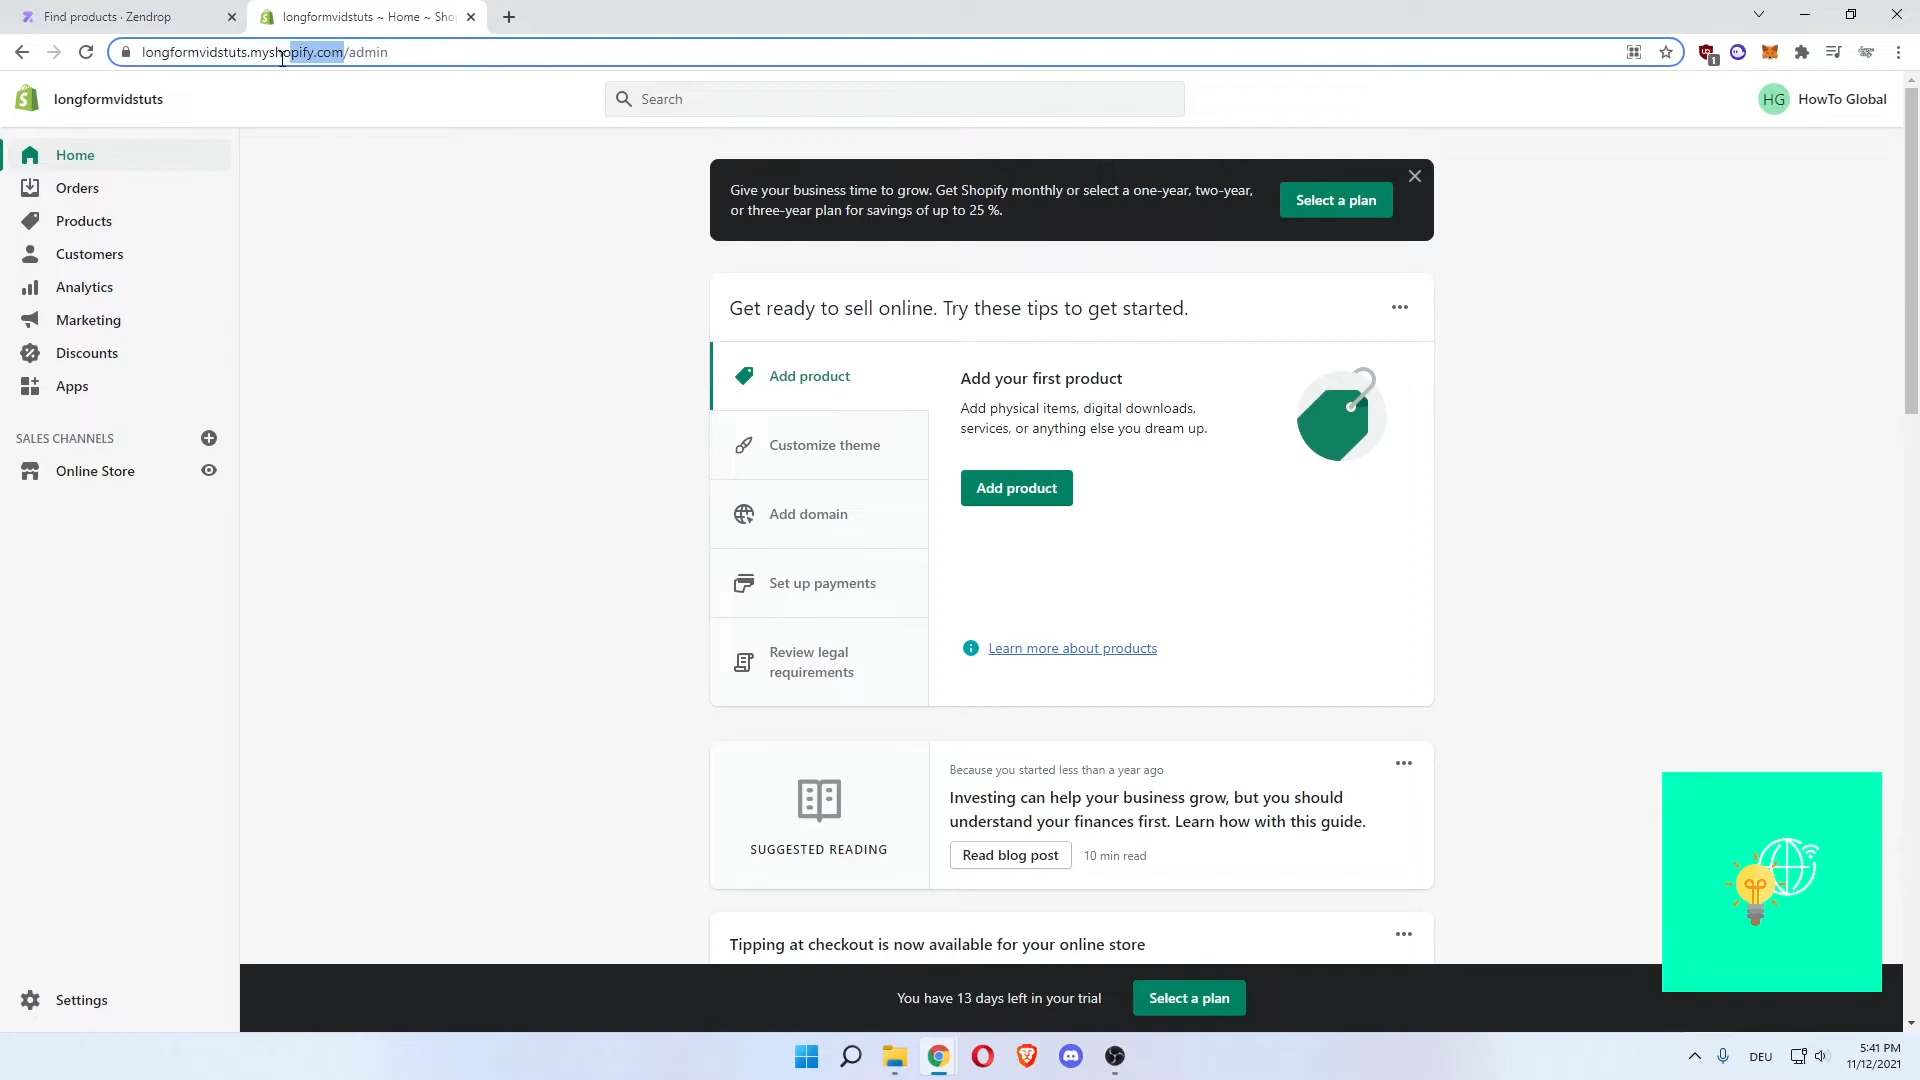 Find products · Zendrop
longformvidstuts ~ Home ~ Sho
longformvidstuts.myshopify.com/admin
1
longformvidstuts
Search
HG HowTo Global
Home
Orders
Products
Customers
Analytics
Marketing
Discounts
Apps
SALES CHANNELS
Online Store
Settings
Give your business time to grow. Get Shopify monthly or select a one-year, two-year,
or three-year plan for savings of up to 25 %.
Select a plan
Get ready to sell online. Try these tips to get started.
Add product
Customize theme
Add domain
Set up payments
Review legal
requirements
Add your first product
Add physical items, digital downloads,
services, or anything else you dream up.
Add product
Learn more about products
SUGGESTED READING
Because you started less than a year ago
Investing can help your business grow, but you should
understand your finances first. Learn how with this guide.
Read blog post 10 min read
Tipping at checkout is now available for your online store
You have 13 days left in your trial
Select a plan
DEU
5:41 PM
11/12/2021